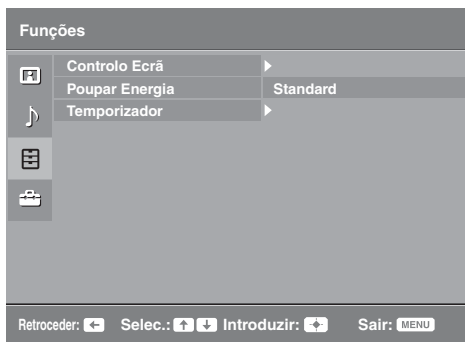 Funções
Controlo Ecrã
Poupar Energia Standard
Temporizador
Retroceder: Selec.: Introduzir: Sair: MENU